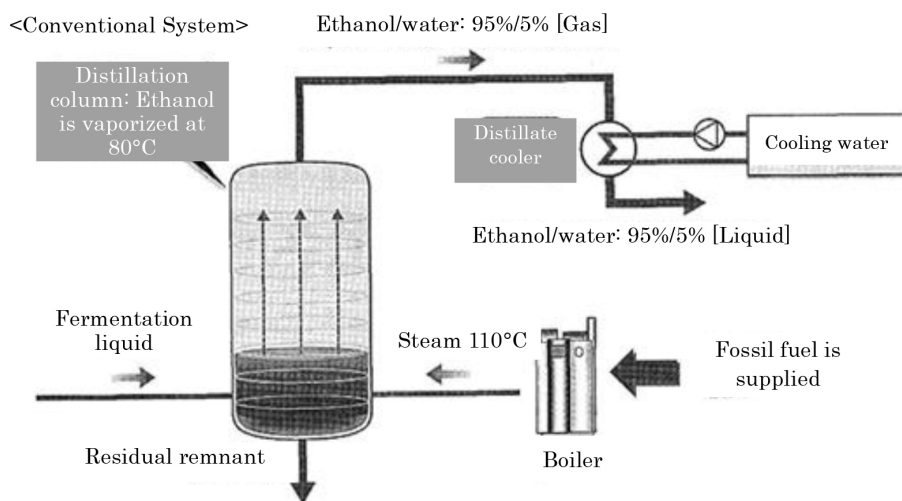 <Conventional System>
Ethanol/water: 95%/5% [Gas]
Distillation
column: Ethanol
is vaporized at
80°C
Distillate
cooler
Cooling water
Ethanol/water: 95%/5% [Liquid]
Fermentation
liquid
Steam 110°C
Fossil fuel is
supplied
Residual remnant
Boiler